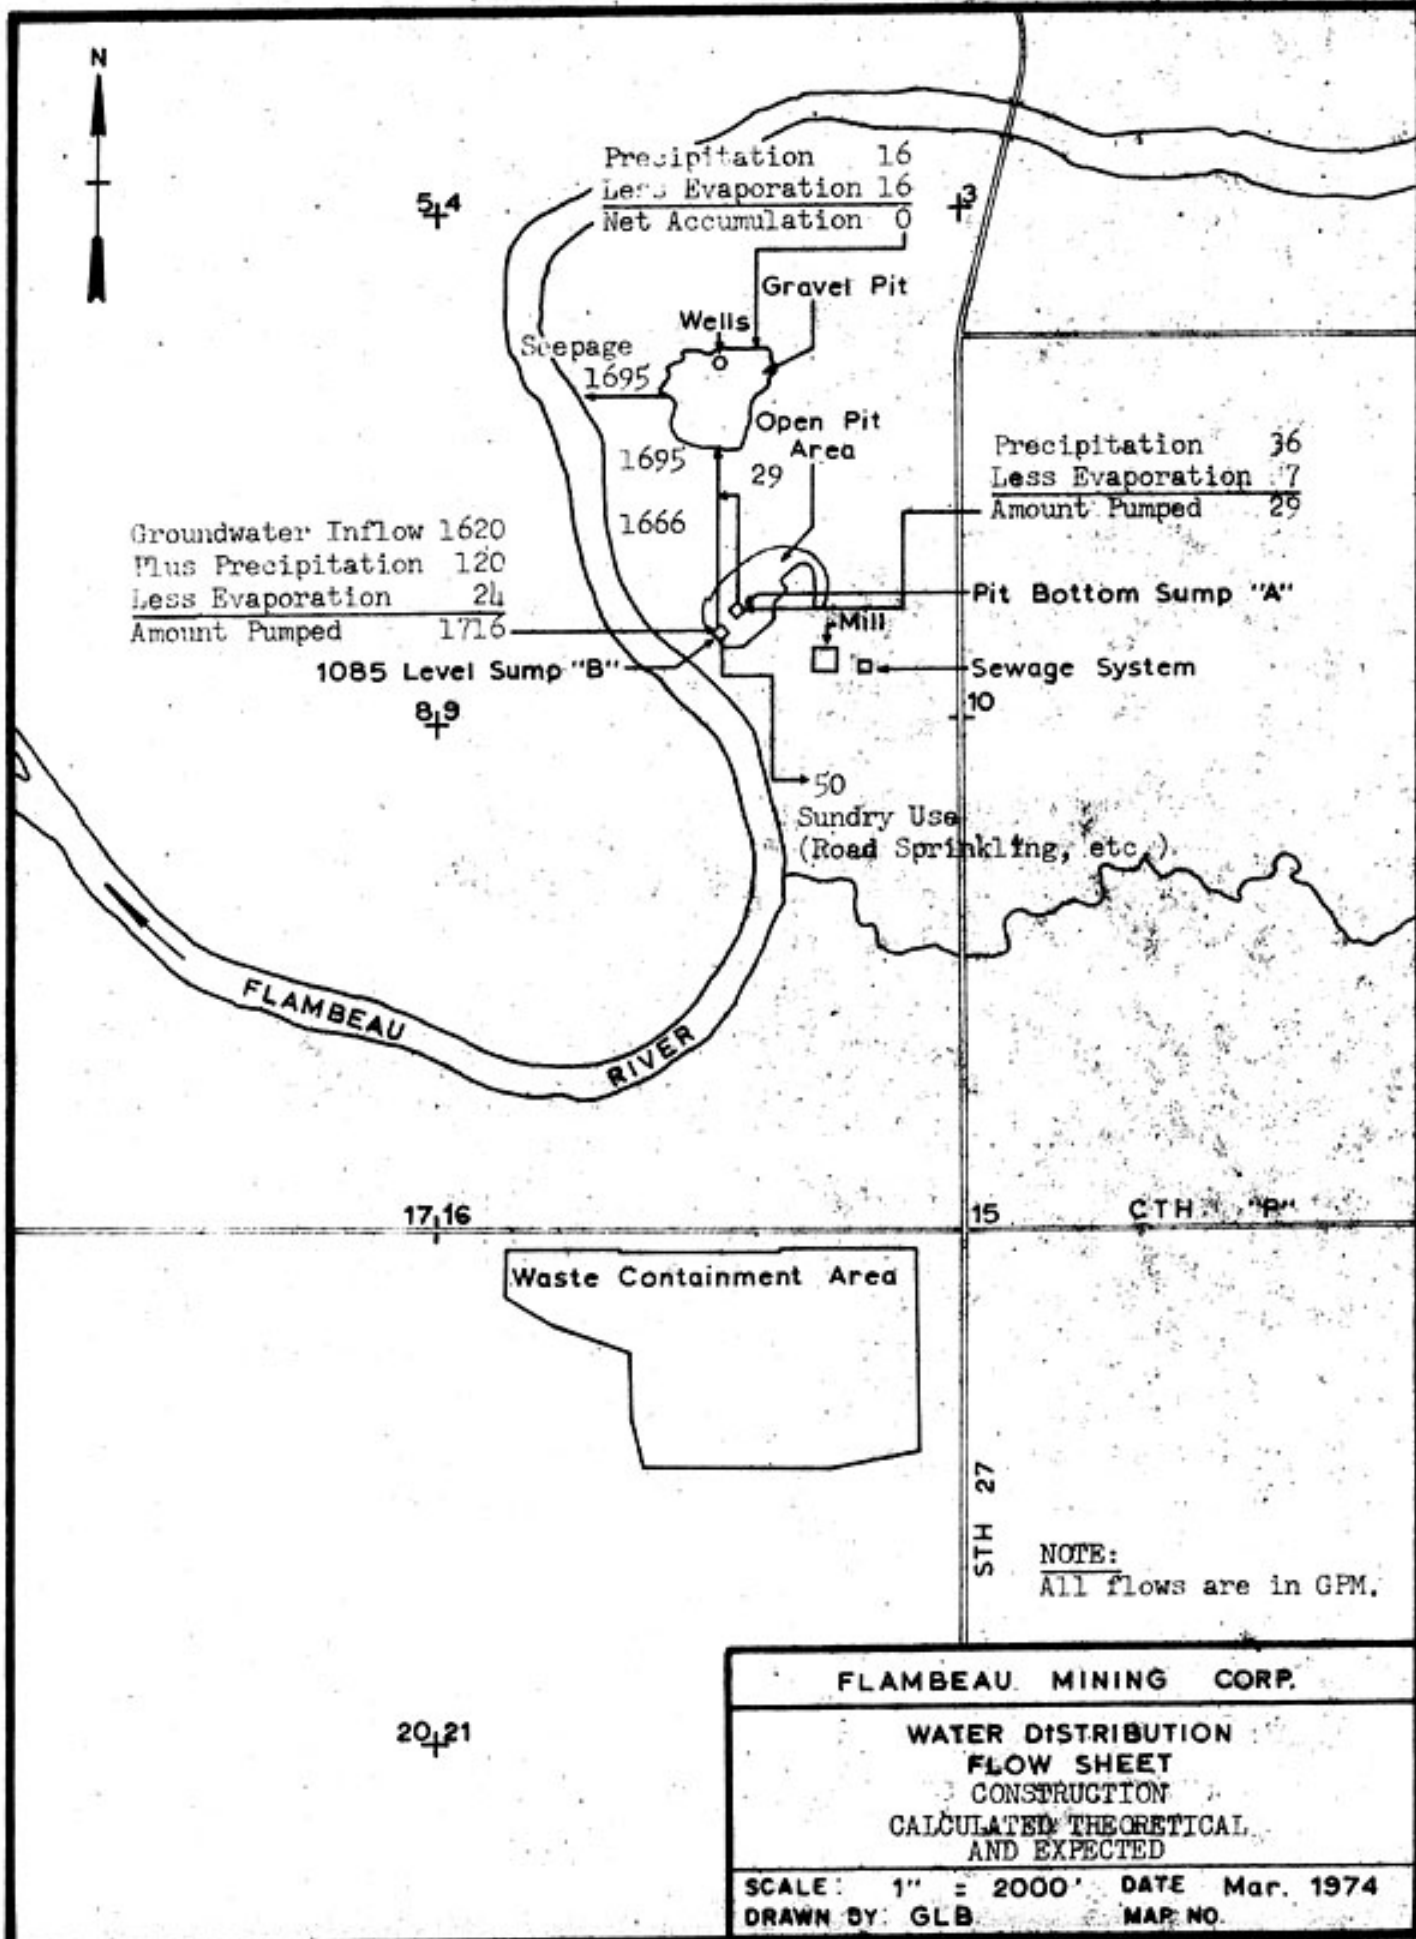 N
Precipitation 16
Less Evaporation 16
Net Accumulation 0
5 4
3
Gravel Pit
Wells
Seepage
1695
Open Pit
Area
1695
29
1666
Precipitation 36
Less Evaporation 7
Amount Pumped 29
Groundwater Inflow 1620
Plus Precipitation 120
Less Evaporation 24
Amount Pumped 1716
Pit Bottom Sump "A"
Mill
1085 Level Sump "B"
Sewage System
8 9
10
50
Sundry Use
(Road Sprinkling, etc.)
FLAMBEAU
RIVER
17 16
15
CTH "P"
Waste Containment Area
STH 27
NOTE:
All flows are in GPM.
20 21
FLAMBEAU MINING CORP.
WATER DISTRIBUTION
FLOW SHEET
CONSTRUCTION
CALCULATED THEORETICAL
AND EXPECTED
SCALE: 1" = 2000' DATE Mar. 1974
DRAWN BY: GLB MAP NO.